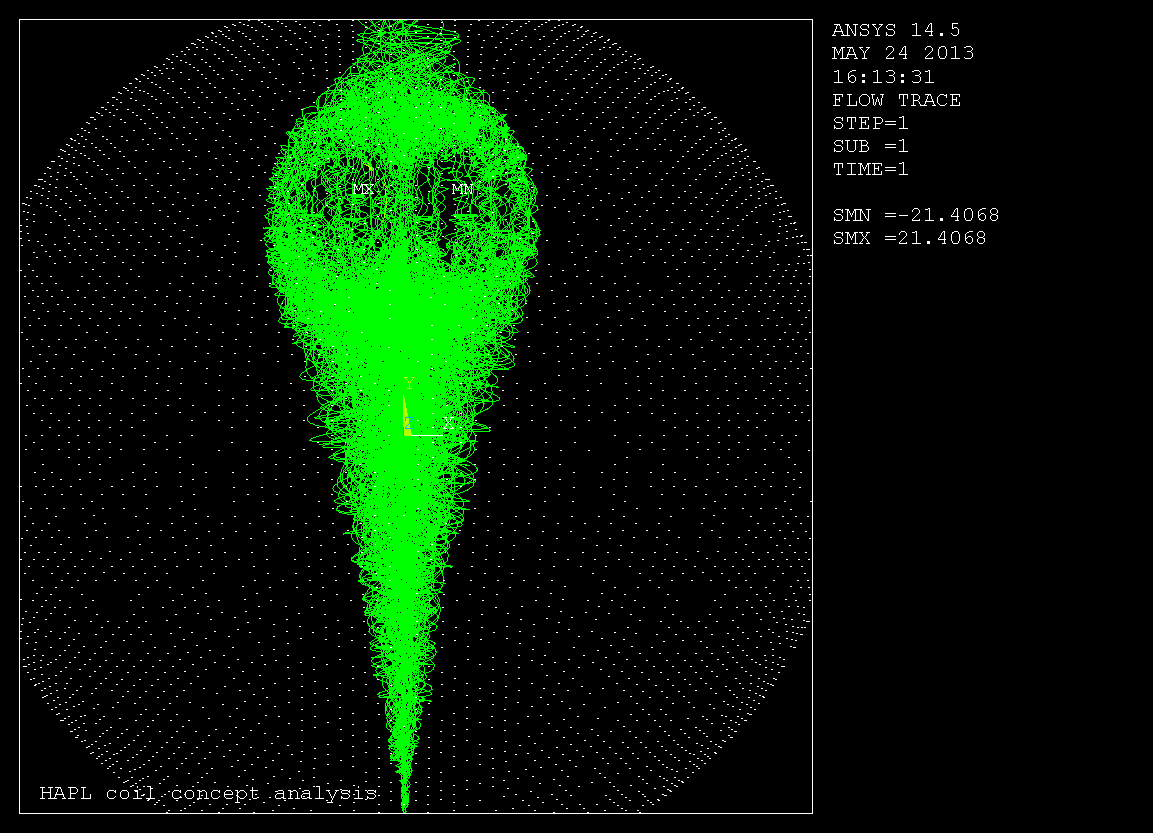 ANSYS 14.5
MAY 24 2013
16:13:31
FLOW TRACE
STEP=1
SUB =1
TIME=1
SMN =-21.4068
SMX =21.4068
MX
MN
Y
Z
X
HAPL coil concept analysis